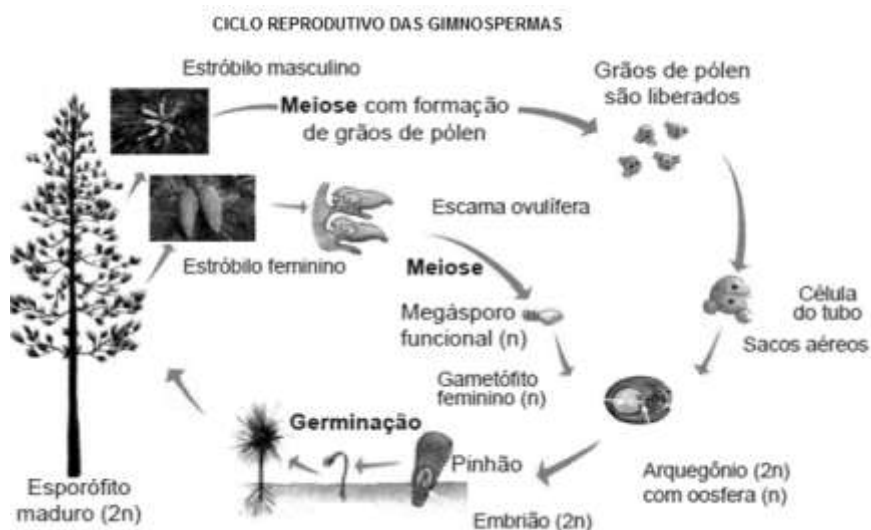 CICLO REPRODUTIVO DAS GIMNOSPERMAS
Estróbilo masculino
Meiose com formação
de grãos de pólen
Grãos de pólen
são liberados
Escama ovulífera
Estróbilo feminino
Meiose
Megásporo
funcional (n)
Célula
do tubo
Sacos aéreos
Gametófito
feminino (n)
Germinação
Pinhão
Arquegônio (2n)
com oosfera (n)
Esporófito
maduro (2n)
Embrião (2n)